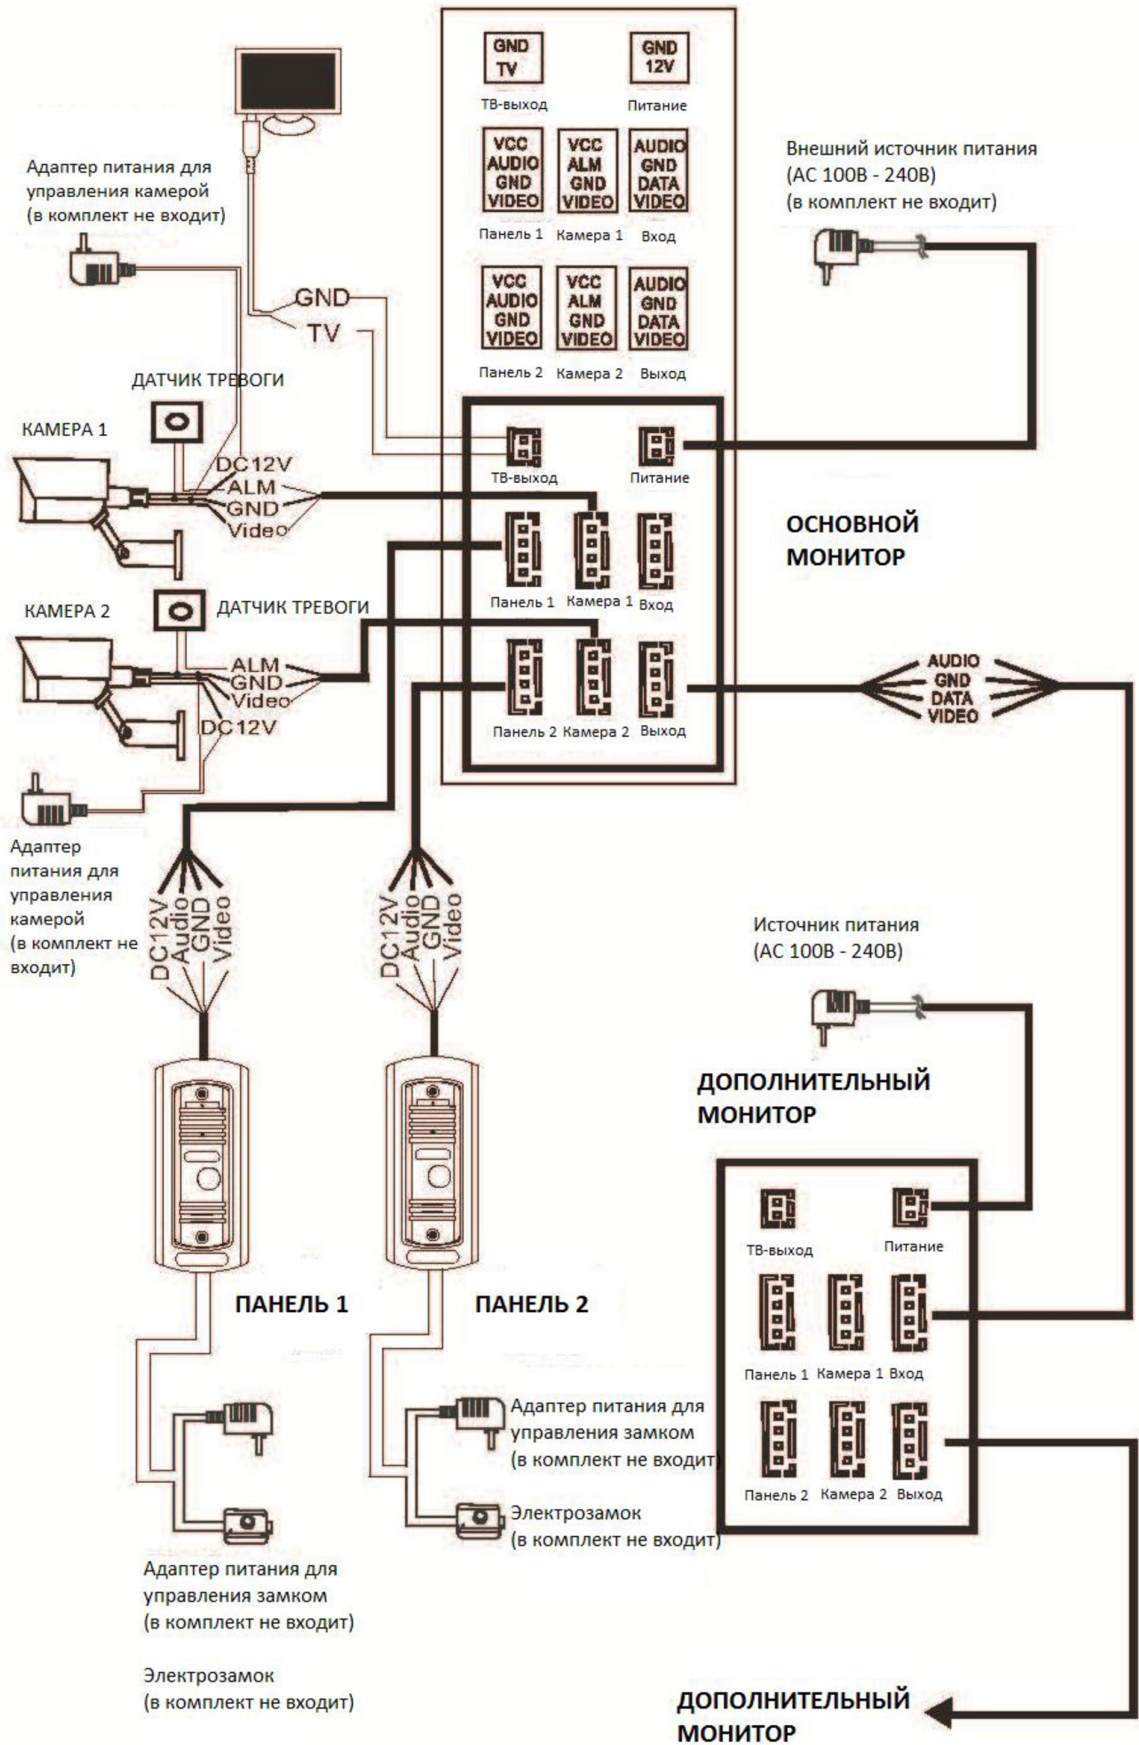 GND
TV
ТВ-выход
GND
12V
Питание
VCC
AUDIO
GND
VIDEO
Панель 1
VCC
ALM
GND
VIDEO
Камера 1
AUDIO
GND
DATA
VIDEO
Вход
VCC
AUDIO
GND
VIDEO
Панель 2
VCC
ALM
GND
VIDEO
Камера 2
AUDIO
GND
DATA
VIDEO
Выход
Адаптер питания для
управления камерой
(в комплект не входит)
Внешний источник питания
(AC 100В - 240В)
(в комплект не входит)
GND
TV
ДАТЧИК ТРЕВОГИ
КАМЕРА 1
DC12V
ALM
GND
Video
ТВ-выход
Питание
Панель 1
Камера 1
Вход
Панель 2
Камера 2
Выход
ОСНОВНОЙ
МОНИТОР
КАМЕРА 2
ДАТЧИК ТРЕВОГИ
ALM
GND
Video
DC12V
AUDIO
GND
DATA
VIDEO
Адаптер
питания для
управления
камерой
(в комплект не
входит)
DC12V
Audio
GND
Video
DC12V
Audio
GND
Video
Источник питания
(AC 100В - 240В)
ДОПОЛНИТЕЛЬНЫЙ
МОНИТОР
ТВ-выход
Питание
Панель 1
Камера 1
Вход
Панель 2
Камера 2
Выход
ПАНЕЛЬ 1
ПАНЕЛЬ 2
Адаптер питания для
управления замком
(в комплект не входит)
Электрозамок
(в комплект не входит)
Адаптер питания для
управления замком
(в комплект не входит)
Электрозамок
(в комплект не входит)
ДОПОЛНИТЕЛЬНЫЙ
МОНИТОР